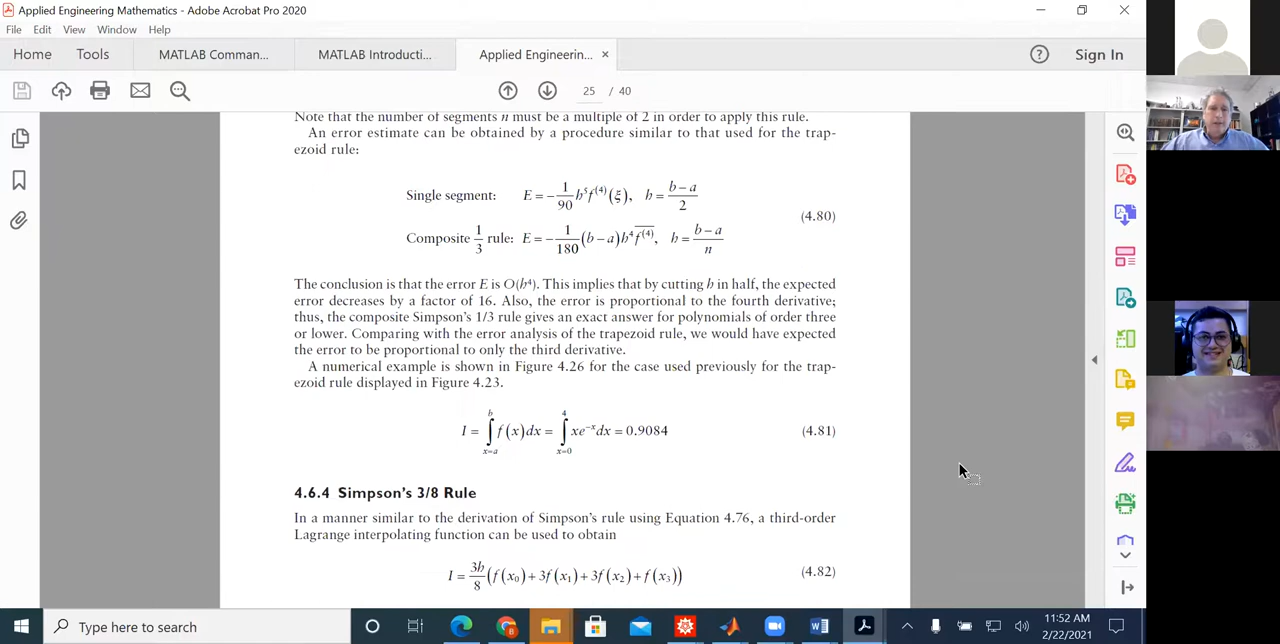 Applied Engineering Mathematics - Adobe Acrobat Pro 2020
File Edit View Window Help
Home Tools MATLAB Comman... MATLAB Introducti... Applied Engineerin... × Sign In
25 / 40
Note that the number of segments n must be a multiple of 2 in order to apply this rule.
An error estimate can be obtained by a procedure similar to that used for the trap-
ezoid rule:
Single segment: E = −1/90 h⁵f⁽⁴⁾(ξ), h = b−a/2
(4.80)
Composite 1/3 rule: E = −1/180 (b−a)h⁴f̅⁽⁴⁾, h = b−a/n
The conclusion is that the error E is O(h⁴). This implies that by cutting h in half, the expected
error decreases by a factor of 16. Also, the error is proportional to the fourth derivative;
thus, the composite Simpson's 1/3 rule gives an exact answer for polynomials of order three
or lower. Comparing with the error analysis of the trapezoid rule, we would have expected
the error to be proportional to only the third derivative.
A numerical example is shown in Figure 4.26 for the case used previously for the trap-
ezoid rule displayed in Figure 4.23.
I = ∫ b x=a f(x)dx = ∫ 4 x=0 xe⁻ˣdx = 0.9084 (4.81)
4.6.4 Simpson's 3/8 Rule
In a manner similar to the derivation of Simpson's rule using Equation 4.76, a third-order
Lagrange interpolating function can be used to obtain
I = 3h/8 (f(x₀) + 3f(x₁) + 3f(x₂) + f(x₃)) (4.82)
Type here to search
11:52 AM
2/22/2021